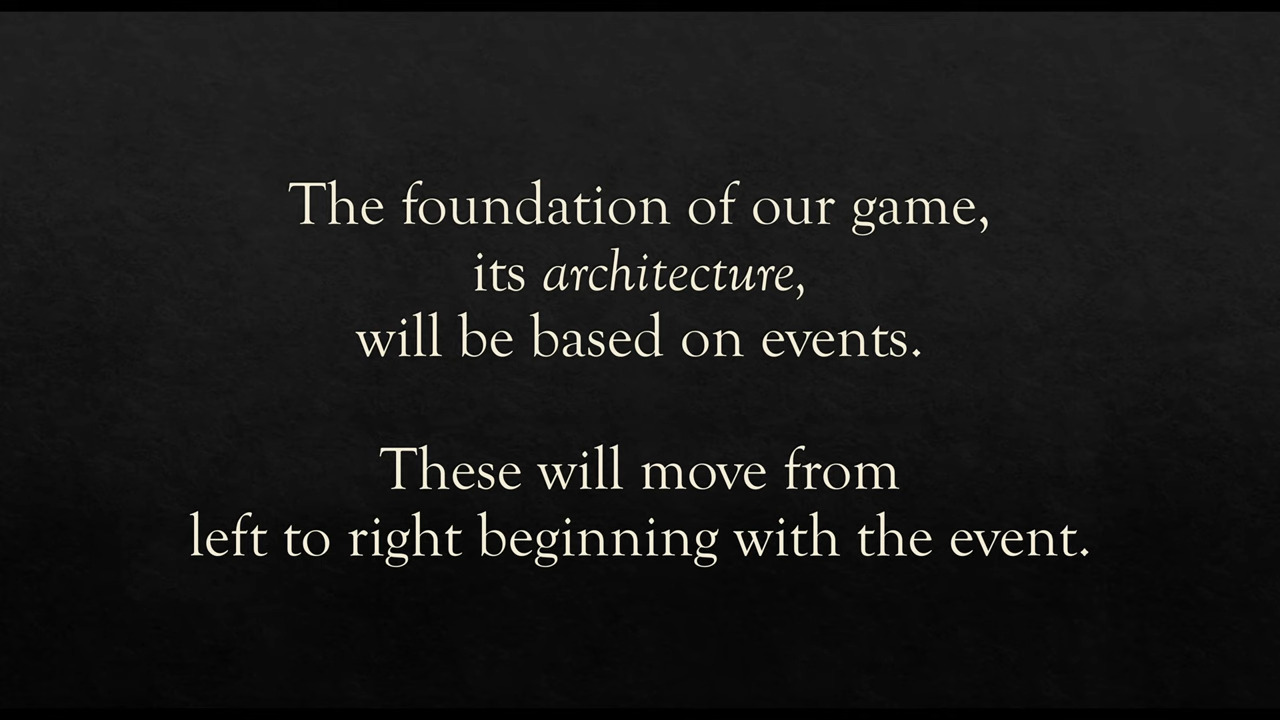 The foundation of our game,
its architecture,
will be based on events.
These will move from
left to right beginning with the event.